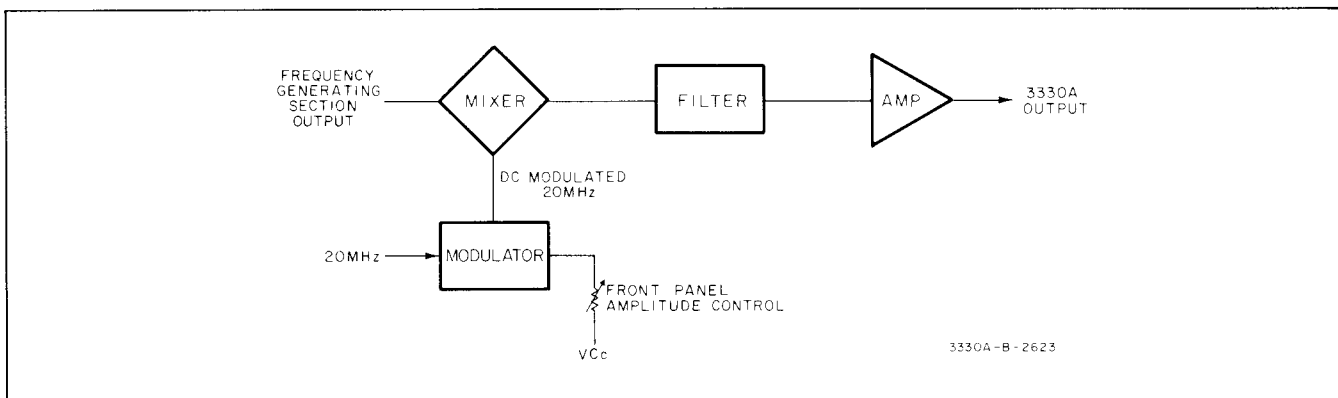 FREQUENCY
GENERATING
SECTION
OUTPUT
MIXER
FILTER
AMP
3330A
OUTPUT
DC MODULATED
20MHz
20MHz
MODULATOR
FRONT PANEL
AMPLITUDE CONTROL
VCc
3330A-B-2623